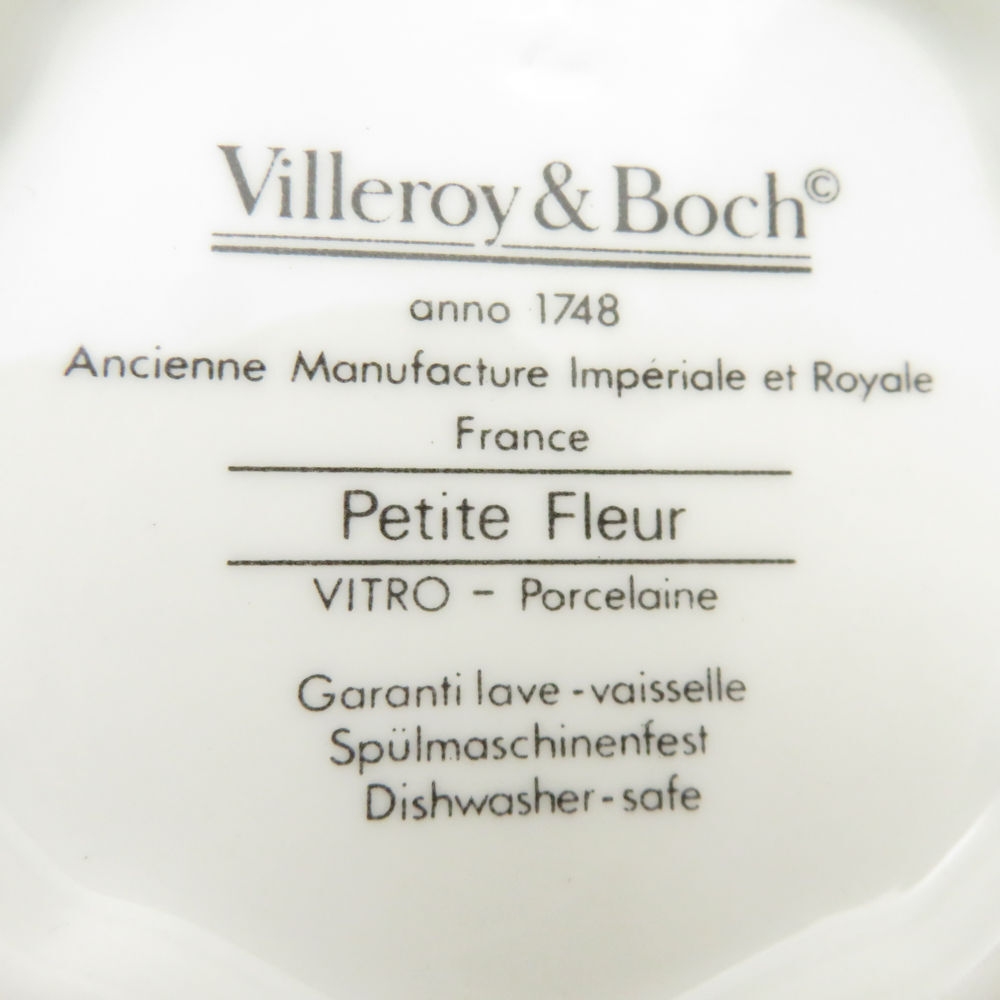 Villeroy & Boch©
anno 1748
Ancienne Manufacture Impériale et Royale
France
Petite Fleur
VITRO - Porcelaine
Garanti lave-vaisselle
Spülmaschinenfest
Dishwasher-safe